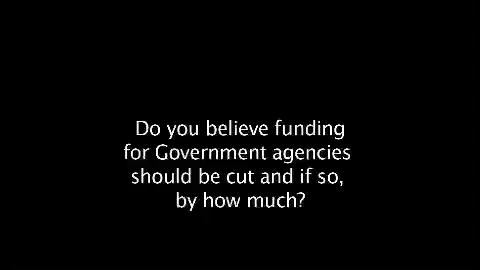 Do you believe funding
for Government agencies
should be cut and if so,
by how much?